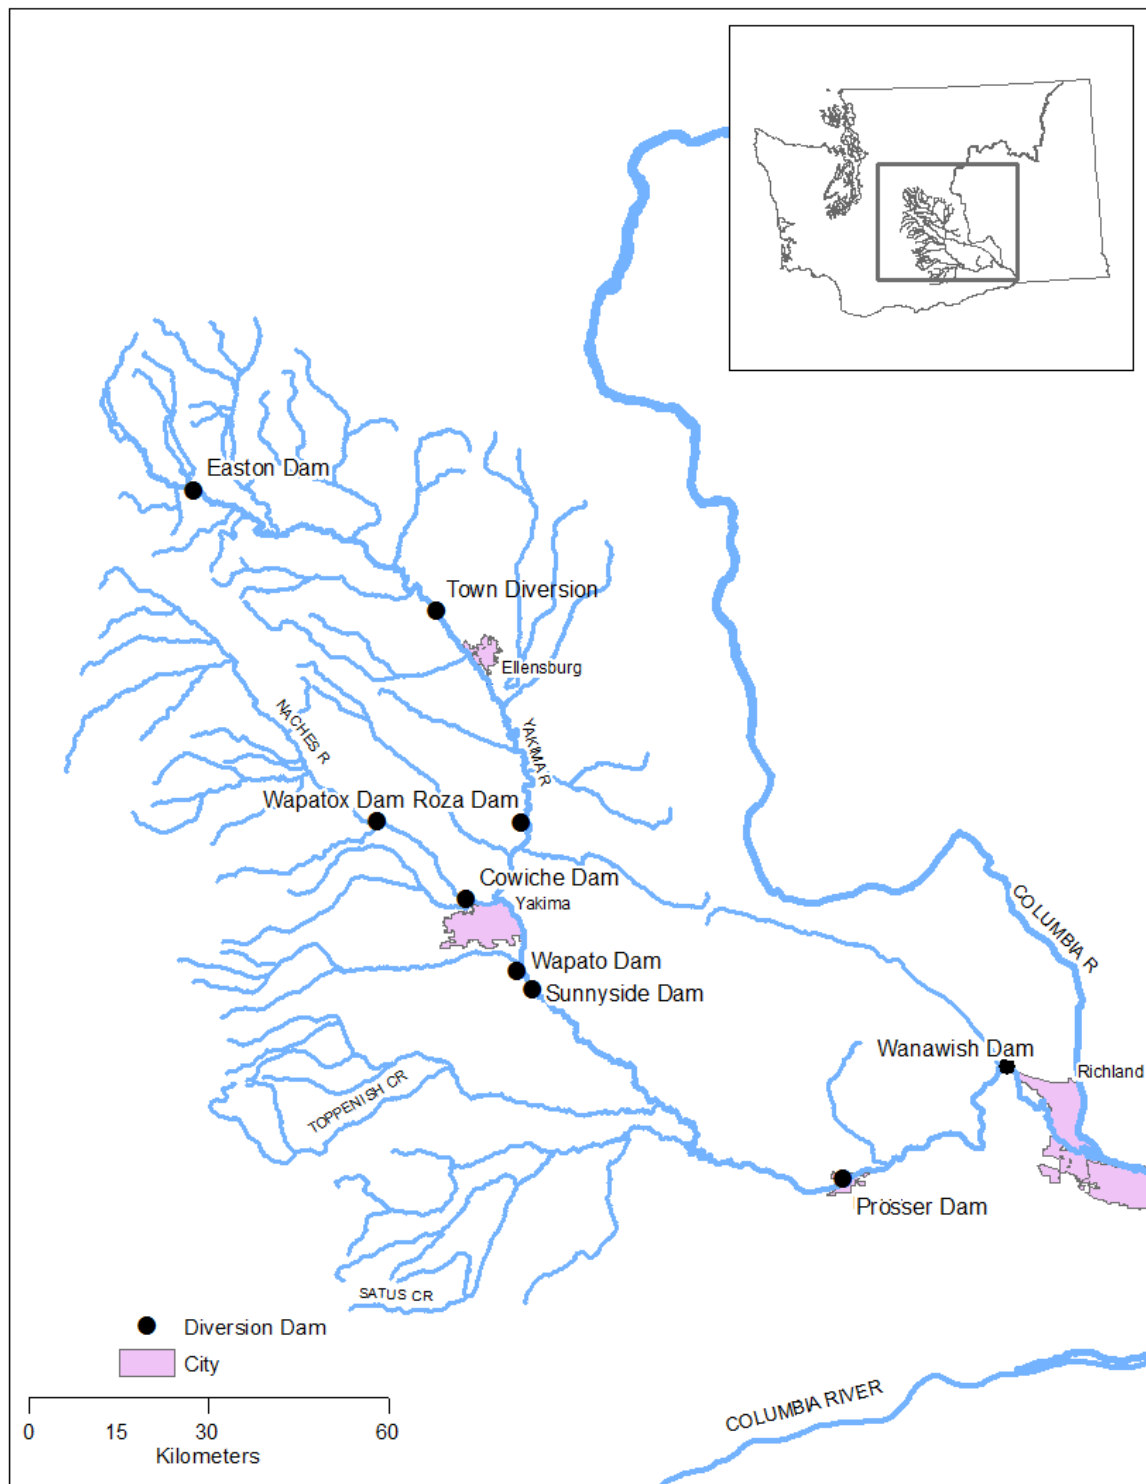 Easton Dam
Town Diversion
Ellensburg
NACHES R
YAKIMA R
Wapatox Dam
Roza Dam
Cowiche Dam
Yakima
COLUMBIA R
Wapato Dam
Sunnyside Dam
Wanawish Dam
Richland
TOPPENISH CR
Prosser Dam
SATUS CR
Diversion Dam
City
COLUMBIA RIVER
0 15 30 60
Kilometers